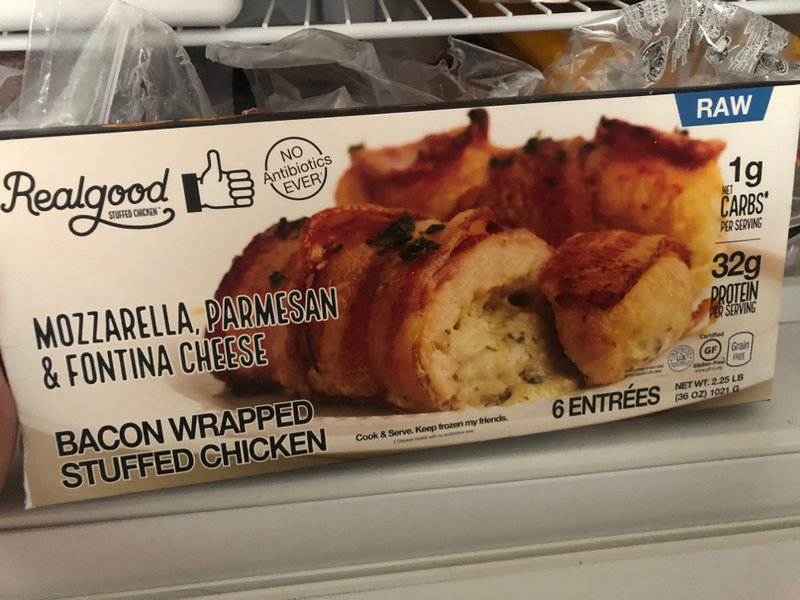 RAW
Realgood
STUFFED CHICKEN™
NO
Antibiotics
EVER
1g
NET
CARBS*
PER SERVING
32g
PROTEIN
PER SERVING
MOZZARELLA, PARMESAN
& FONTINA CHEESE
BACON WRAPPED
STUFFED CHICKEN
Cook & Serve. Keep frozen my friends.
Certified
GF
Gluten-Free
Grain
FREE
6 ENTRÉES
NET WT. 2.25 LB
(36 OZ) 1021 G